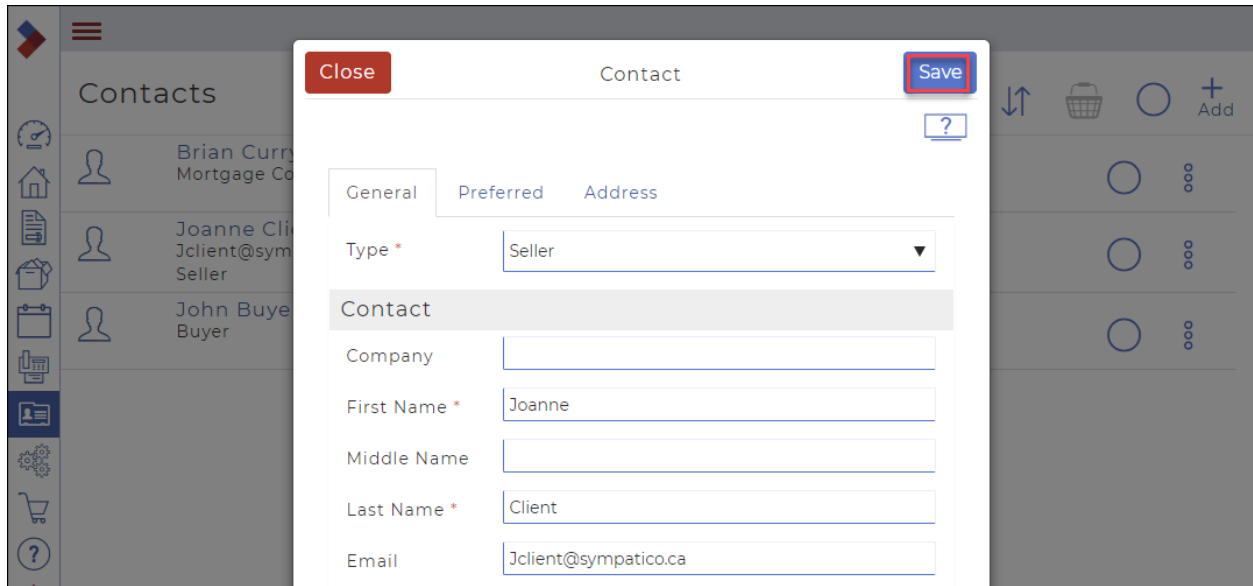 Close
Contact
Save
Contacts
Add
?
Brian Curry
Mortgage Co
General Preferred Address
Joanne Cli
Jclient@sym
Seller
Type * Seller
John Buye
Buyer
Contact
Company
First Name * Joanne
Middle Name
Last Name * Client
Email Jclient@sympatico.ca
?